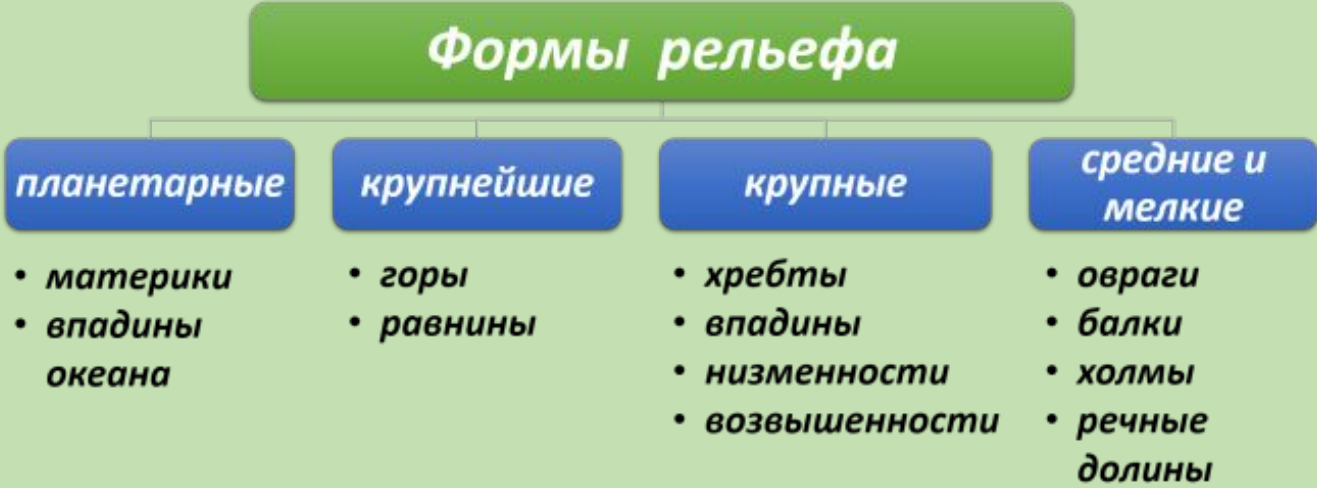 Формы рельефа
планетарные
• материки
• впадины
океана
крупнейшие
• горы
• равнины
крупные
• хребты
• впадины
• низменности
• возвышенности
средние и
мелкие
• овраги
• балки
• холмы
• речные
долины